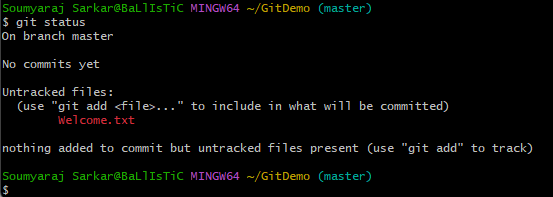 Soumyaraj Sarkar@BaLlIsTiC MINGW64 ~/GitDemo (master)
$ git status
On branch master
No commits yet
Untracked files:
(use "git add <file>..." to include in what will be committed)
Welcome.txt
nothing added to commit but untracked files present (use "git add" to track)
Soumyaraj Sarkar@BaLlIsTiC MINGW64 ~/GitDemo (master)
$